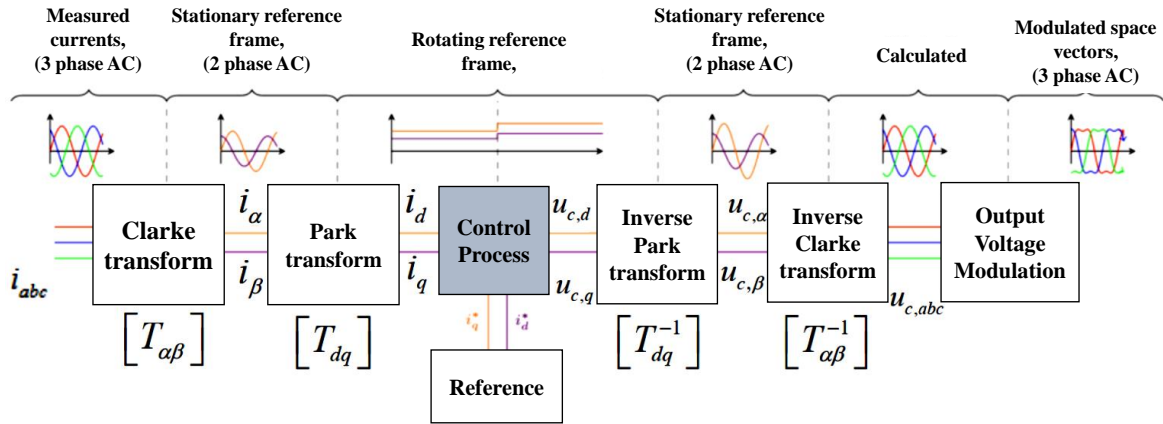 Measured
currents,
(3 phase AC)
Stationary reference
frame,
(2 phase AC)
Rotating reference
frame,
Stationary reference
frame,
(2 phase AC)
Calculated
Modulated space
vectors,
(3 phase AC)
i_abc
Clarke
transform
[T_αβ]
i_α
i_β
Park
transform
[T_dq]
i_d
i_q
Control
Process
i*_q
i*_d
Reference
u_c,d
u_c,q
Inverse
Park
transform
[T_dq^-1]
u_c,α
u_c,β
Inverse
Clarke
transform
[T_αβ^-1]
u_c,abc
Output
Voltage
Modulation